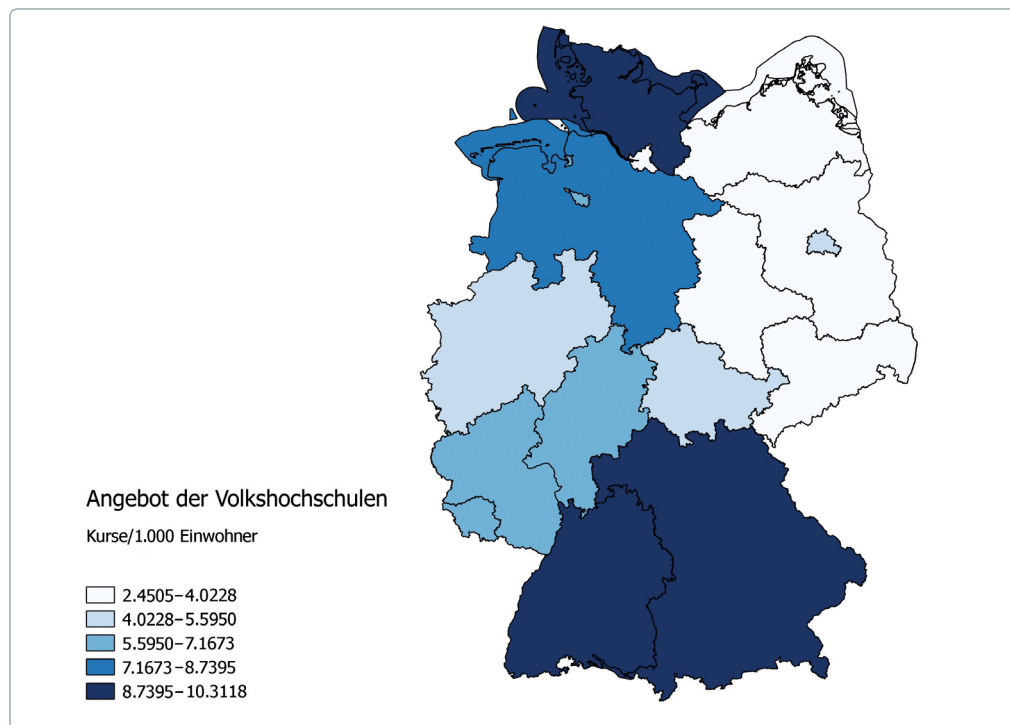 Angebot der Volkshochschulen
Kurse/1.000 Einwohner
2.4505–4.0228
4.0228–5.5950
5.5950–7.1673
7.1673–8.7395
8.7395–10.3118